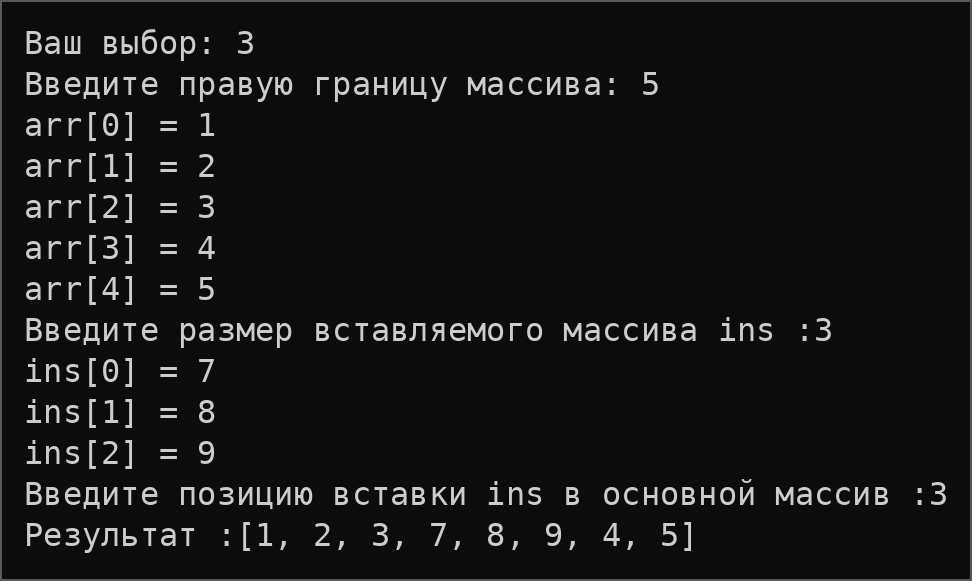 Ваш выбор: 3
Введите правую границу массива: 5
arr[0] = 1
arr[1] = 2
arr[2] = 3
arr[3] = 4
arr[4] = 5
Введите размер вставляемого массива ins :3
ins[0] = 7
ins[1] = 8
ins[2] = 9
Введите позицию вставки ins в основной массив :3
Результат :[1, 2, 3, 7, 8, 9, 4, 5]